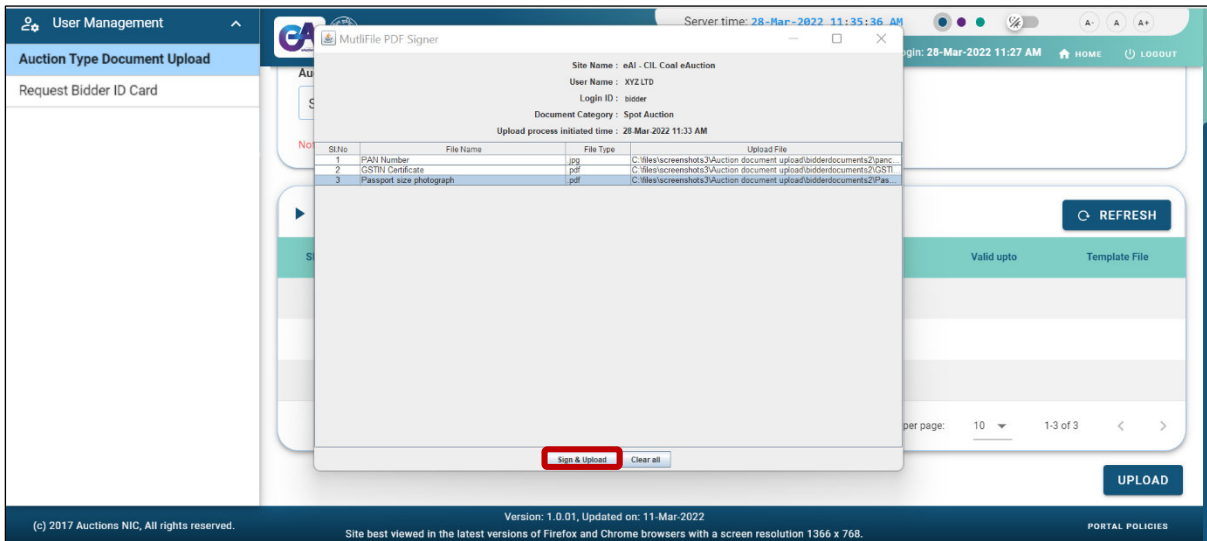 User Management
Auction Type Document Upload
Request Bidder ID Card
eA
Server time: 28-Mar-2022 11:35:36 AM
A-
A
A+
gin: 28-Mar-2022 11:27 AM
HOME
LOGOUT
MutliFile PDF Signer
Site Name : eAI - CIL Coal eAuction
User Name : XYZ LTD
Login ID : bidder
Document Category : Spot Auction
Upload process initiated time : 28-Mar-2022 11:33 AM
Au
S
Not
Sl.No File Name File Type Upload File
1 PAN Number .jpg C:\files\screenshots3\Auction document upload\bidderdocuments2\panc...
2 GSTIN Certificate .pdf C:\files\screenshots3\Auction document upload\bidderdocuments2\GSTI...
3 Passport size photograph .pdf C:\files\screenshots3\Auction document upload\bidderdocuments2\Pas...
REFRESH
Sl Valid upto Template File
per page: 10 1-3 of 3
Sign & Upload Clear all
UPLOAD
(c) 2017 Auctions NIC, All rights reserved.
Version: 1.0.01, Updated on: 11-Mar-2022
Site best viewed in the latest versions of Firefox and Chrome browsers with a screen resolution 1366 x 768.
PORTAL POLICIES